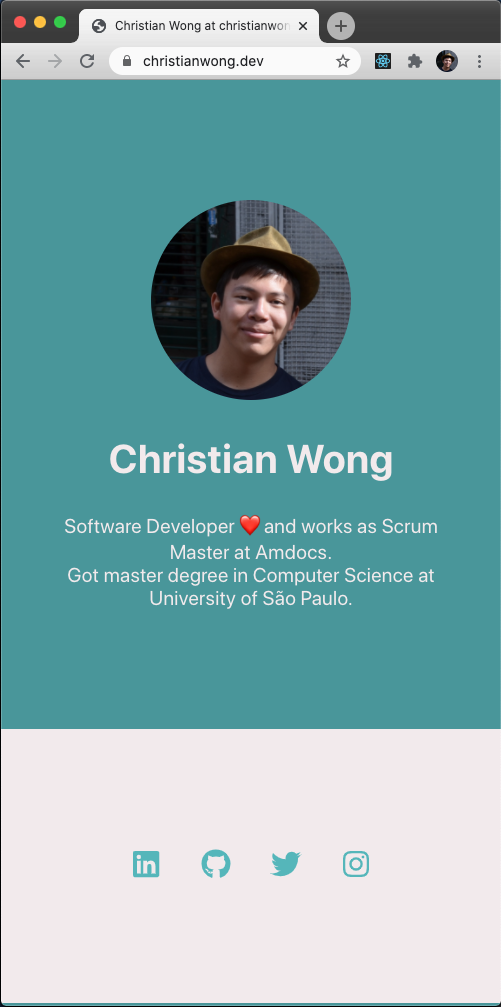 Christian Wong at christianwon
christianwong.dev
Christian Wong
Software Developer ❤️ and works as Scrum
Master at Amdocs.
Got master degree in Computer Science at
University of São Paulo.
in